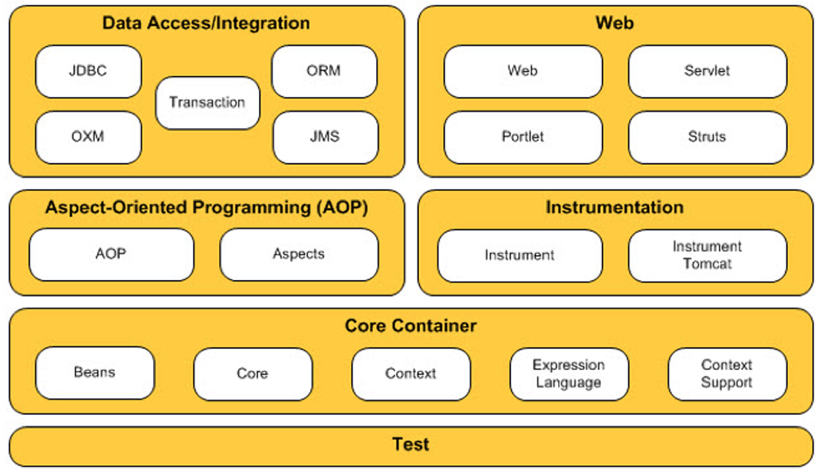 Data Access/Integration
JDBC
ORM
Transaction
OXM
JMS
Web
Web
Servlet
Portlet
Struts
Aspect-Oriented Programming (AOP)
AOP
Aspects
Instrumentation
Instrument
Instrument
Tomcat
Core Container
Beans
Core
Context
Expression
Language
Context
Support
Test